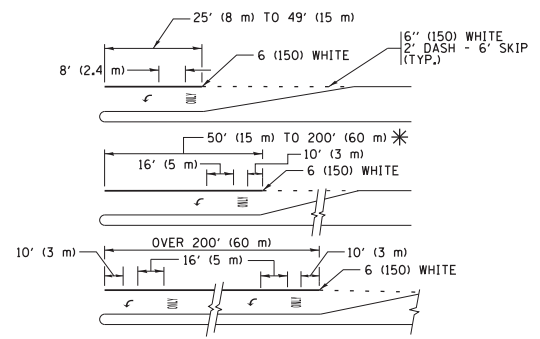 25' (8 m) TO 49' (15 m)
6'' (150) WHITE
2' DASH - 6' SKIP
(TYP.)
6 (150) WHITE
8' (2.4 m)
ONLY
50' (15 m) TO 200' (60 m) *
16' (5 m)
10' (3 m)
6 (150) WHITE
ONLY
OVER 200' (60 m)
10' (3 m)
16' (5 m)
10' (3 m)
6 (150) WHITE
ONLY
ONLY